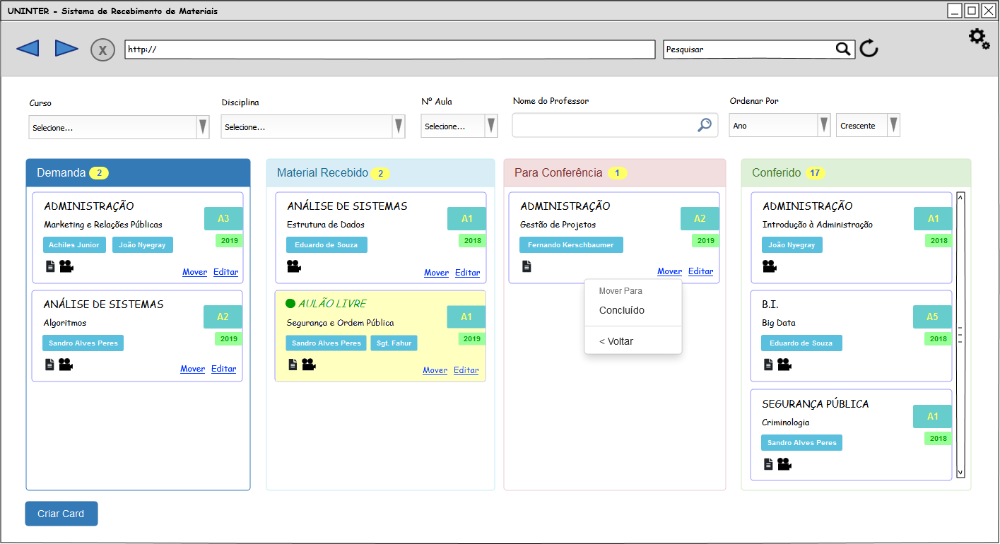 UNINTER - Sistema de Recebimento de Materiais
X
http://
Pesquisar
Curso
Disciplina
Nº Aula
Nome do Professor
Ordenar Por
Selecione...
Selecione...
Selecione...
Ano
Crescente
Demanda 2
ADMINISTRAÇÃO
A3
Marketing e Relações Públicas
2019
Achiles Junior João Nyegray
Mover Editar
ANÁLISE DE SISTEMAS
A2
Algoritmos
2019
Sandro Alves Peres
Mover Editar
Material Recebido 2
ANÁLISE DE SISTEMAS
A1
Estrutura de Dados
2018
Eduardo de Souza
Mover Editar
AULÃO LIVRE
A1
Segurança e Ordem Pública
2019
Sandro Alves Peres Sgt. Fahur
Mover Editar
Para Conferência 1
ADMINISTRAÇÃO
A2
Gestão de Projetos
2019
Fernando Kerschbaumer
Mover Editar
Mover Para
Concluído
< Voltar
Conferido 17
ADMINISTRAÇÃO
A1
Introdução à Administração
2018
João Nyegray
B.I.
A5
Big Data
2018
Eduardo de Souza
SEGURANÇA PÚBLICA
A1
Criminologia
2018
Sandro Alves Peres
Criar Card